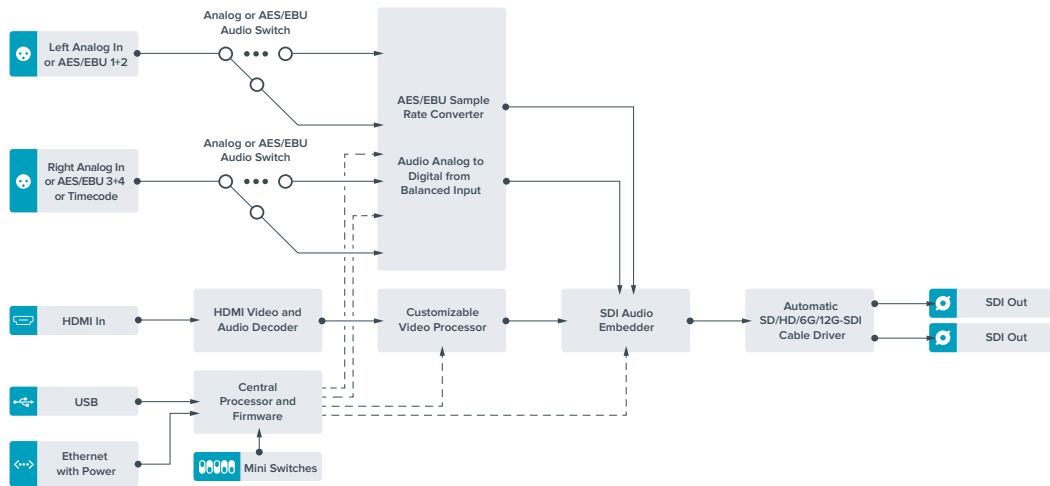 Analog or AES/EBU
Audio Switch
Left Analog In
or AES/EBU 1+2
AES/EBU Sample
Rate Converter
Analog or AES/EBU
Audio Switch
Right Analog In
or AES/EBU 3+4
or Timecode
Audio Analog to
Digital from
Balanced Input
HDMI In
HDMI Video and
Audio Decoder
Customizable
Video Processor
SDI Audio
Embedder
Automatic
SD/HD/6G/12G-SDI
Cable Driver
SDI Out
SDI Out
USB
Central
Processor and
Firmware
Ethernet
with Power
Mini Switches